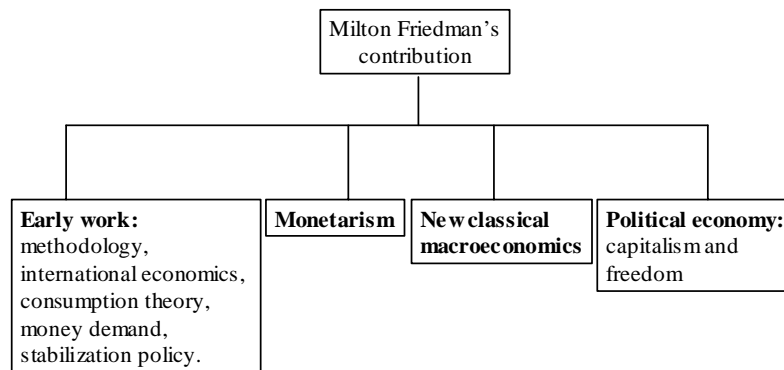 Milton Friedman's
contribution
Early work:
methodology,
international economics,
consumption theory,
money demand,
stabilization policy.
Monetarism
New classical
macroeconomics
Political economy:
capitalism and
freedom